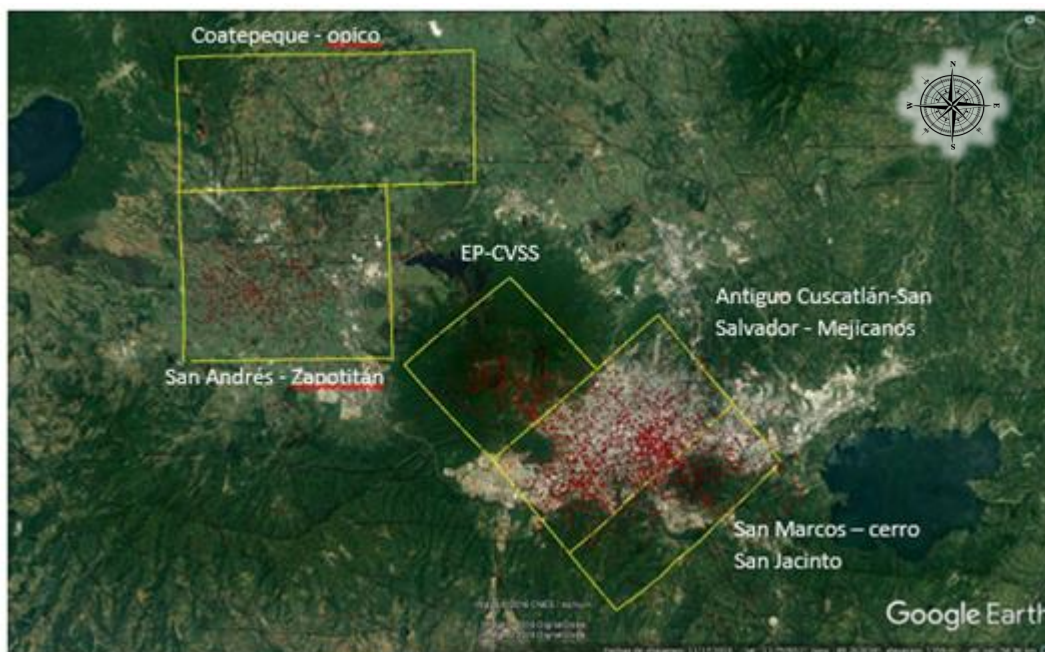 Coatepeque - opico
N
W
E
S
EP-CVSS
Antiguo Cuscatlán-San
Salvador - Mejicanos
San Andrés - Zapotitán
San Marcos – cerro
San Jacinto
Google Earth